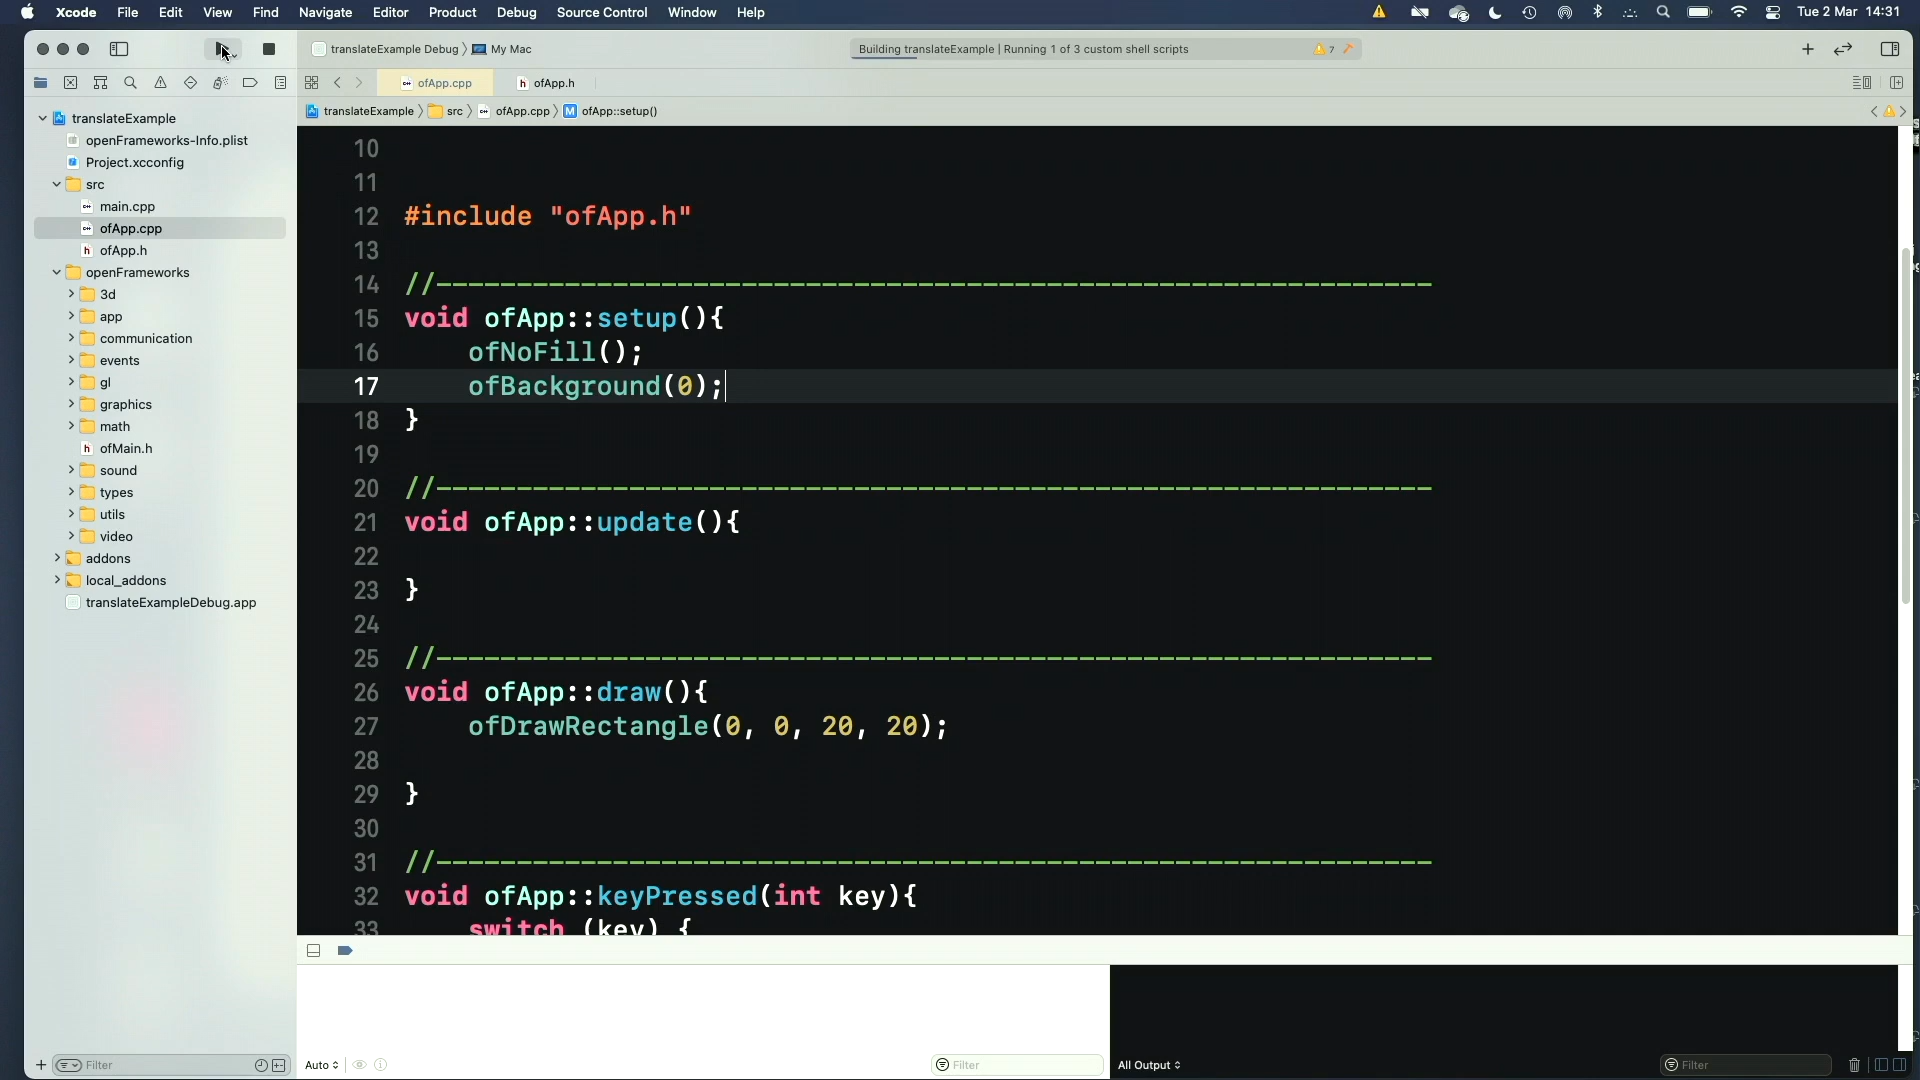 Xcode File Edit View Find Navigate Editor Product Debug Source Control Window Help Tue 2 Mar 14:31
translateExample Debug My Mac Building translateExample | Running 1 of 3 custom shell scripts 7
ofApp.cpp ofApp.h
translateExample src ofApp.cpp M ofApp::setup()
translateExample
openFrameworks-Info.plist
Project.xcconfig
src
main.cpp
ofApp.cpp
ofApp.h
openFrameworks
3d
app
communication
events
gl
graphics
math
ofMain.h
sound
types
utils
video
addons
local_addons
translateExampleDebug.app
Filter
10
11
12 #include "ofApp.h"
13
14 //--------------------------------------------------------------
15 void ofApp::setup(){
16 ofNoFill();
17 ofBackground(0);
18 }
19
20 //--------------------------------------------------------------
21 void ofApp::update(){
22
23 }
24
25 //--------------------------------------------------------------
26 void ofApp::draw(){
27 ofDrawRectangle(0, 0, 20, 20);
28
29 }
30
31 //--------------------------------------------------------------
32 void ofApp::keyPressed(int key){
33 switch (key) {
Auto Filter All Output Filter